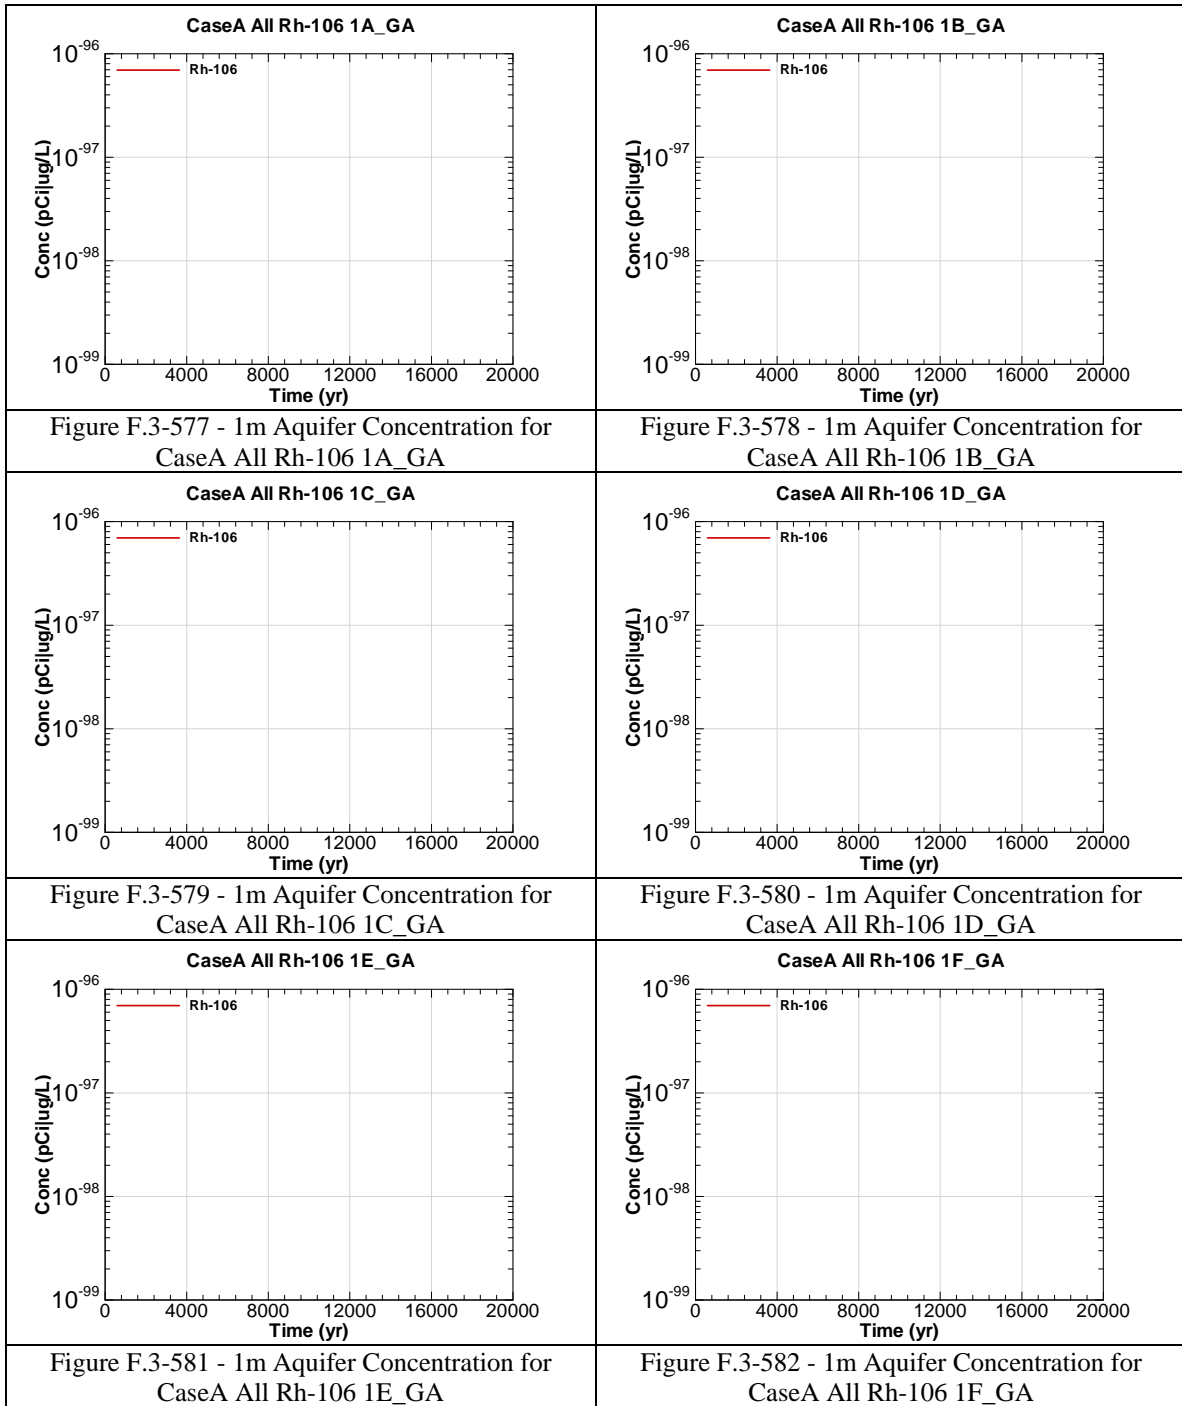 CaseA All Rh-106 1A_GA
10-96
Rh-106
10-97
Conc (pCi|ug/L)
10-98
10-99
0 4000 8000 12000 16000 20000
Time (yr)
Figure F.3-577 - 1m Aquifer Concentration for
CaseA All Rh-106 1A_GA
CaseA All Rh-106 1B_GA
10-96
Rh-106
10-97
Conc (pCi|ug/L)
10-98
10-99
0 4000 8000 12000 16000 20000
Time (yr)
Figure F.3-578 - 1m Aquifer Concentration for
CaseA All Rh-106 1B_GA
CaseA All Rh-106 1C_GA
10-96
Rh-106
10-97
Conc (pCi|ug/L)
10-98
10-99
0 4000 8000 12000 16000 20000
Time (yr)
Figure F.3-579 - 1m Aquifer Concentration for
CaseA All Rh-106 1C_GA
CaseA All Rh-106 1D_GA
10-96
Rh-106
10-97
Conc (pCi|ug/L)
10-98
10-99
0 4000 8000 12000 16000 20000
Time (yr)
Figure F.3-580 - 1m Aquifer Concentration for
CaseA All Rh-106 1D_GA
CaseA All Rh-106 1E_GA
10-96
Rh-106
10-97
Conc (pCi|ug/L)
10-98
10-99
0 4000 8000 12000 16000 20000
Time (yr)
Figure F.3-581 - 1m Aquifer Concentration for
CaseA All Rh-106 1E_GA
CaseA All Rh-106 1F_GA
10-96
Rh-106
10-97
Conc (pCi|ug/L)
10-98
10-99
0 4000 8000 12000 16000 20000
Time (yr)
Figure F.3-582 - 1m Aquifer Concentration for
CaseA All Rh-106 1F_GA